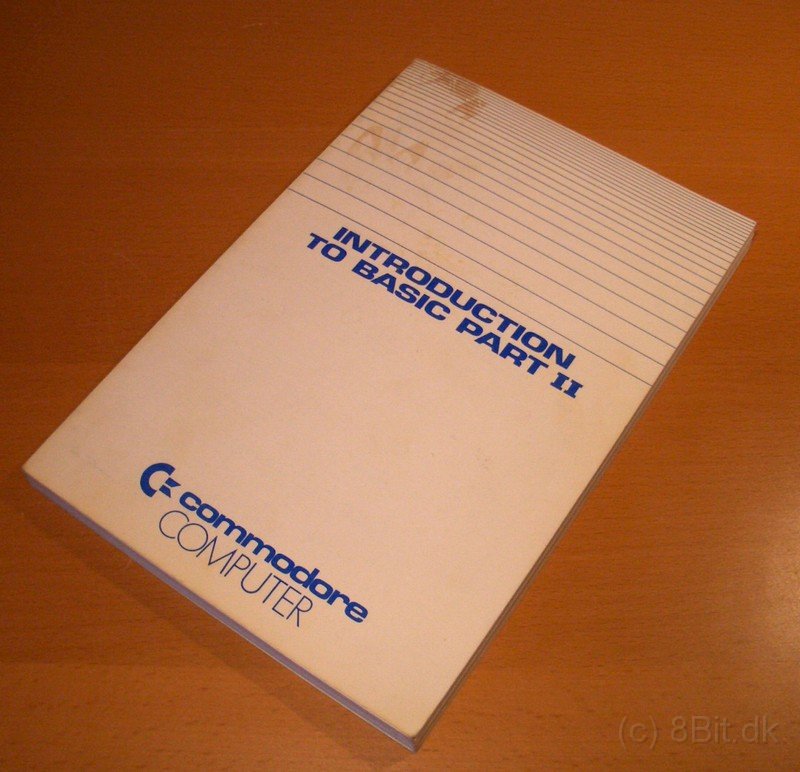 INTRODUCTION
TO BASIC PART II
commodore
COMPUTER
(c) 8Bit.dk